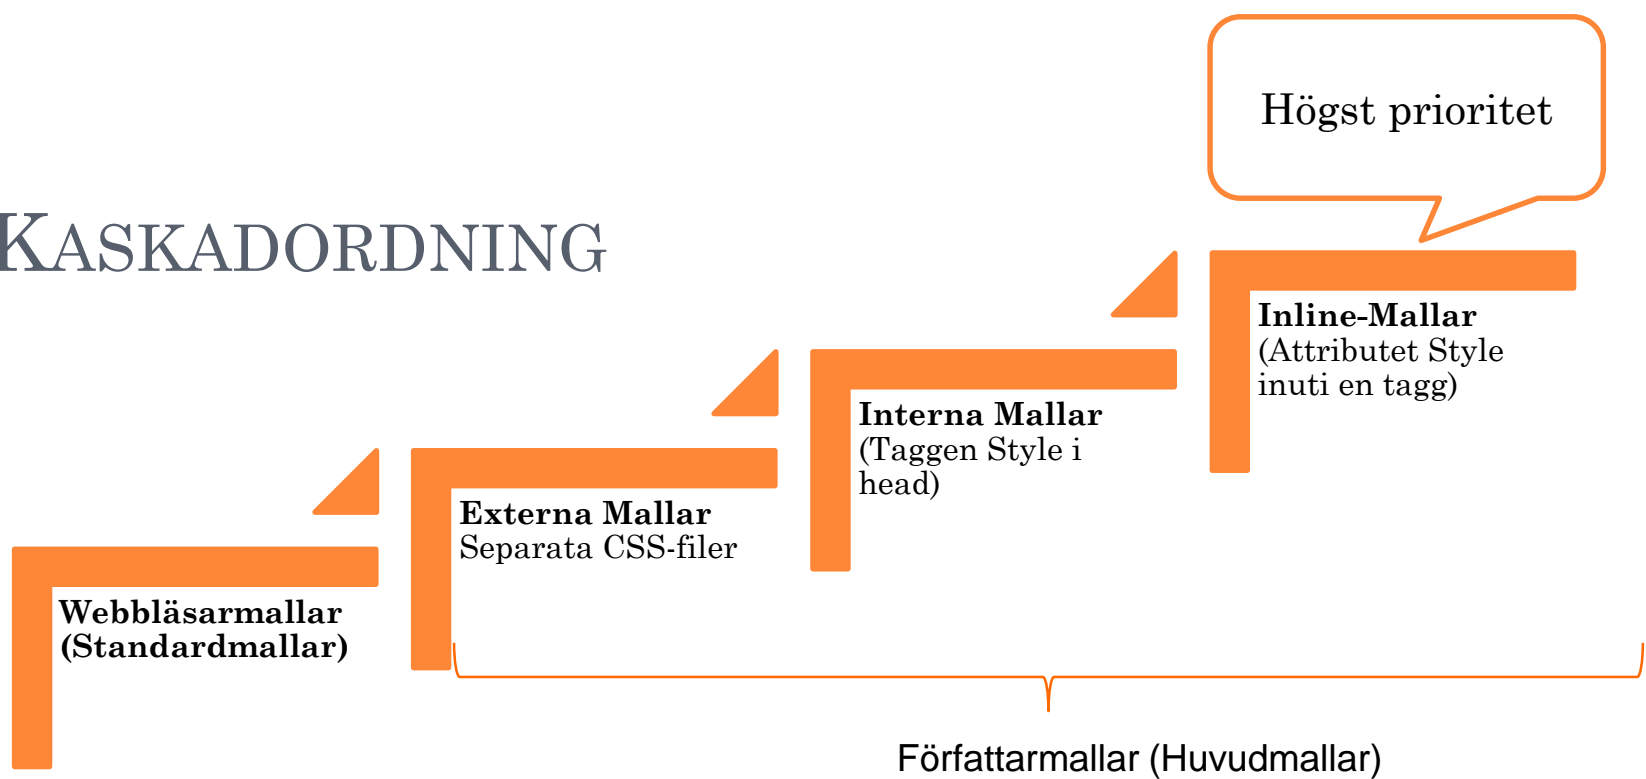 KASKADORDNING
Högst prioritet
Webbläsarmallar
(Standardmallar)
Externa Mallar
Separata CSS-filer
Interna Mallar
(Taggen Style i
head)
Inline-Mallar
(Attributet Style
inuti en tagg)
Författarmallar (Huvudmallar)